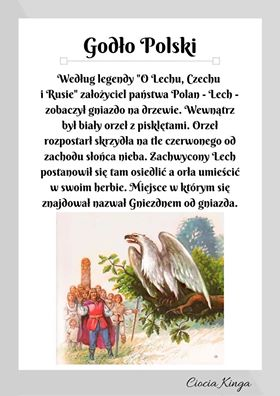 Godło Polski
Według legendy "O Lechu, Czechu
i Rusie" założyciel państwa Polan - Lech -
zobaczył gniazdo na drzewie. Wewnątrz
był biały orzeł z pisklętami. Orzeł
rozpostarł skrzydła na tle czerwonego od
zachodu słońca nieba. Zachwycony Lech
postanowił się tam osiedlić a orła umieścić
w swoim herbie. Miejsce w którym się
znajdował nazwał Gnieznem od gniazda.
Ciocia Kinga